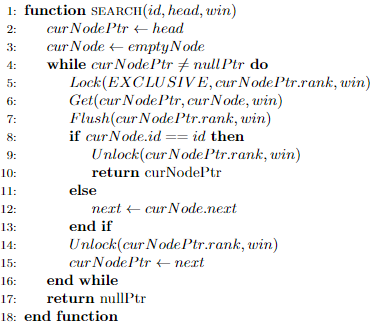 1: function SEARCH(id, head, win)
2: curNodePtr ← head
3: curNode ← emptyNode
4: while curNodePtr ≠ nullPtr do
5: Lock(EXCLUSIVE, curNodePtr.rank, win)
6: Get(curNodePtr, curNode, win)
7: Flush(curNodePtr.rank, win)
8: if curNode.id == id then
9: Unlock(curNodePtr.rank, win)
10: return curNodePtr
11: else
12: next ← curNode.next
13: end if
14: Unlock(curNodePtr.rank, win)
15: curNodePtr ← next
16: end while
17: return nullPtr
18: end function